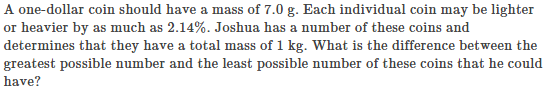 A one-dollar coin should have a mass of 7.0 g. Each individual coin may be lighter
or heavier by as much as 2.14%. Joshua has a number of these coins and
determines that they have a total mass of 1 kg. What is the difference between the
greatest possible number and the least possible number of these coins that he could
have?